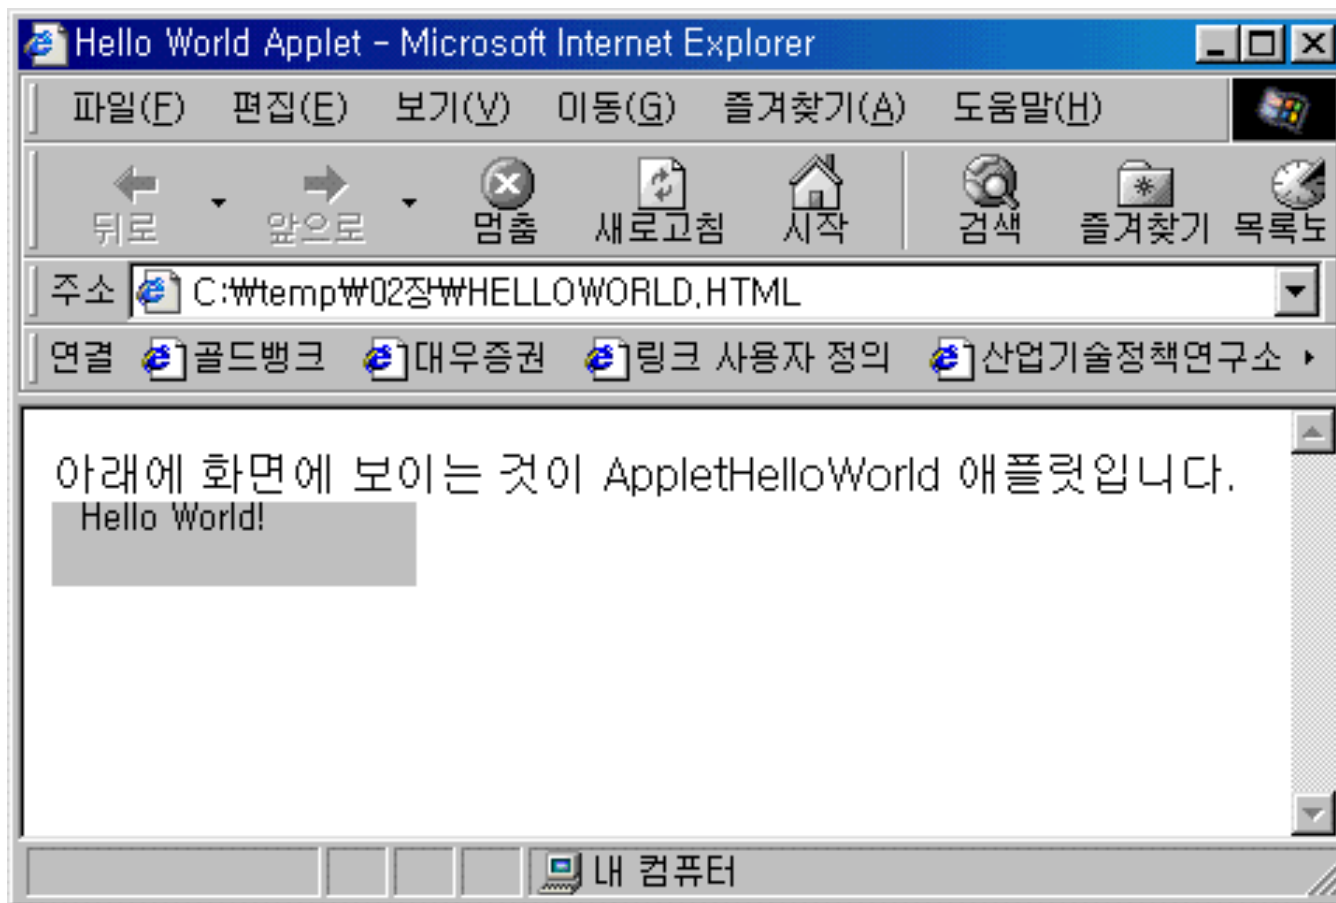 Hello World Applet - Microsoft Internet Explorer
파일(F) 편집(E) 보기(V) 이동(G) 즐겨찾기(A) 도움말(H)
뒤로 앞으로 멈춤 새로고침 시작 검색 즐겨찾기
주소 C:₩temp₩02장₩HELLOWORLD.HTML
연결 골드뱅크 대우증권 링크 사용자 정의 산업기술정책연구소
아래에 화면에 보이는 것이 AppletHelloWorld 애플릿입니다.
Hello World!
내 컴퓨터